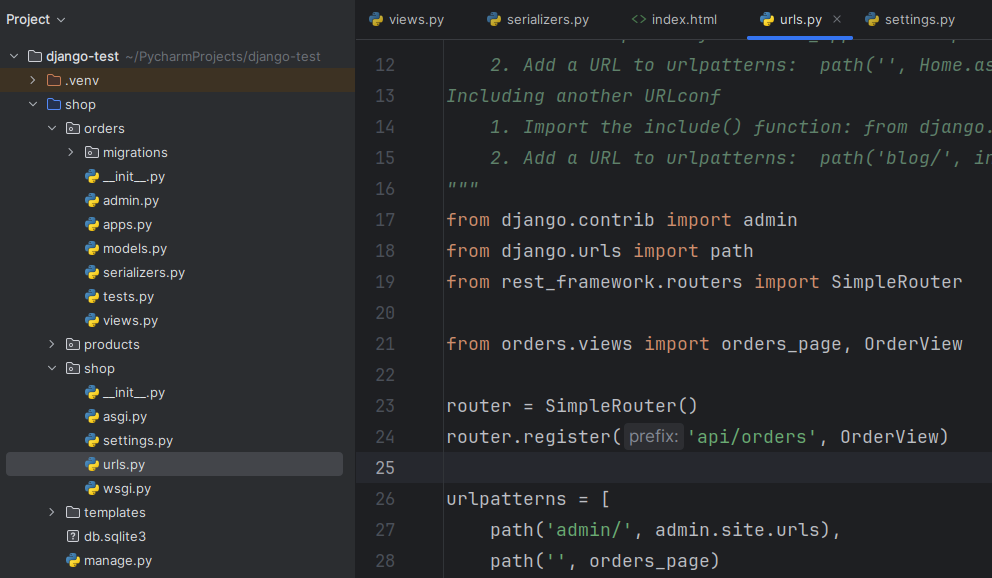 Project
django-test ~/PycharmProjects/django-test
.venv
shop
orders
migrations
__init__.py
admin.py
apps.py
models.py
serializers.py
tests.py
views.py
products
shop
__init__.py
asgi.py
settings.py
urls.py
wsgi.py
templates
db.sqlite3
manage.py
views.py serializers.py <> index.html urls.py × settings.py
12 2. Add a URL to urlpatterns:  path('', Home.as
13 Including another URLconf
14 1. Import the include() function: from django.
15 2. Add a URL to urlpatterns:  path('blog/', in
16 """
17 from django.contrib import admin
18 from django.urls import path
19 from rest_framework.routers import SimpleRouter
20
21 from orders.views import orders_page, OrderView
22
23 router = SimpleRouter()
24 router.register( prefix: 'api/orders', OrderView)
25
26 urlpatterns = [
27 path('admin/', admin.site.urls),
28 path('', orders_page)